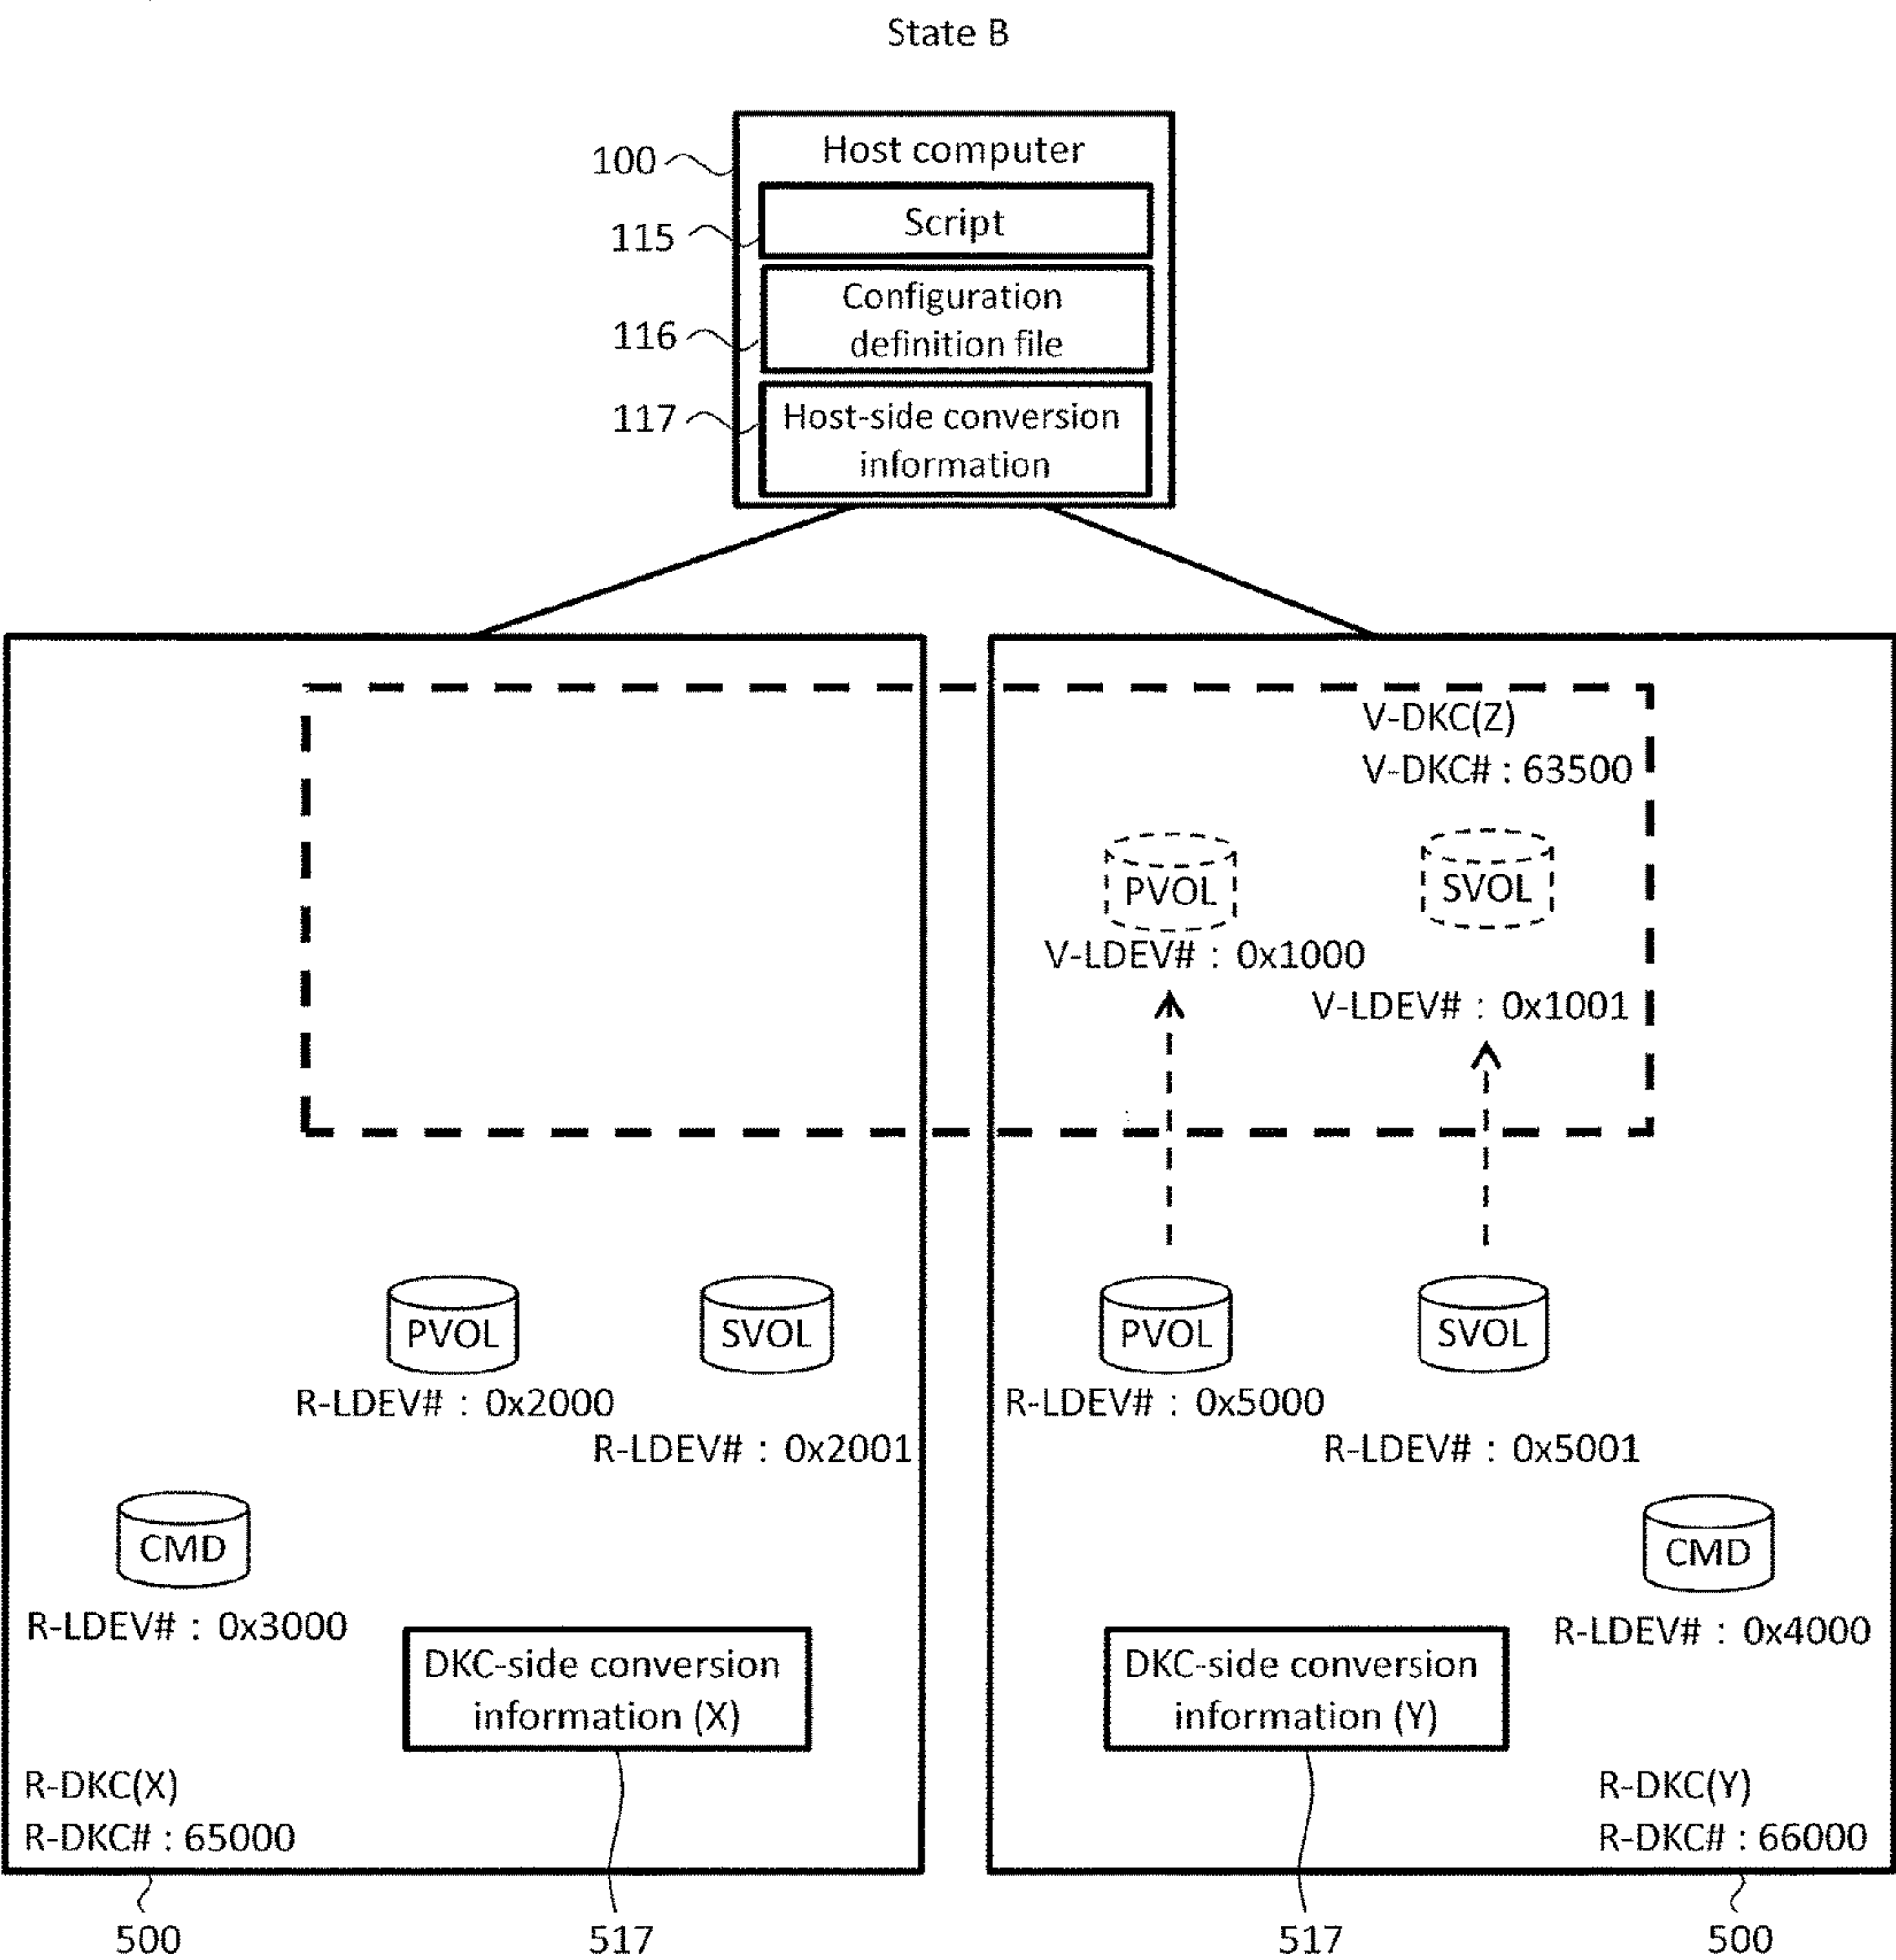 State B
Host computer
100
Script
115
Configuration
definition file
116
Host-side conversion
information
117
V-DKC(Z)
V-DKC# : 63500
PVOL
SVOL
V-LDEV# : 0x1000
V-LDEV# : 0x1001
PVOL
SVOL
PVOL
SVOL
R-LDEV# : 0x2000
R-LDEV# : 0x5000
R-LDEV# : 0x2001
R-LDEV# : 0x5001
CMD
CMD
R-LDEV# : 0x3000
R-LDEV# : 0x4000
DKC-side conversion
information (X)
DKC-side conversion
information (Y)
R-DKC(X)
R-DKC# : 65000
R-DKC(Y)
R-DKC# : 66000
500
517
517
500